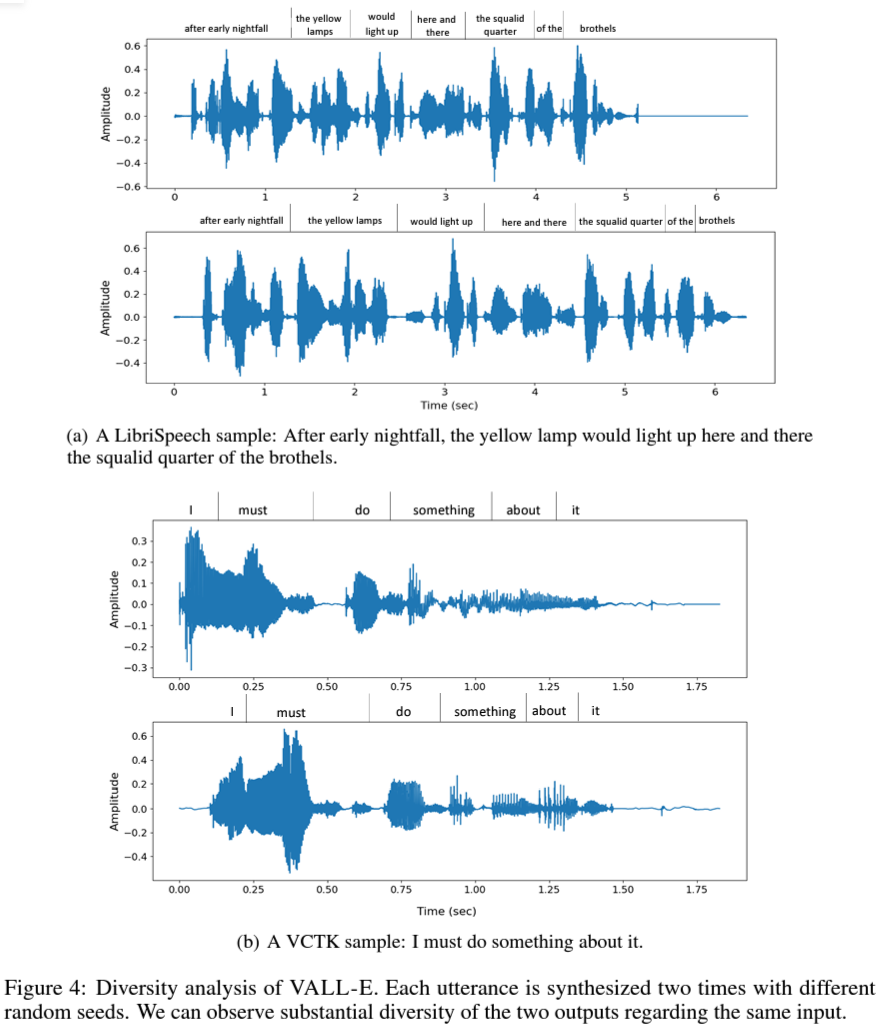 after early nightfall the yellow would here and the squalid of the brothels
lamps light up there quarter
0.6
0.4
0.2
0.0
−0.2
−0.4
−0.6
Amplitude
0 1 2 3 4 5 6
after early nightfall the yellow lamps would light up here and there the squalid quarter of the brothels
0.6
0.4
0.2
0.0
−0.2
−0.4
Amplitude
0 1 2 3 4 5 6
Time (sec)
(a) A LibriSpeech sample: After early nightfall, the yellow lamp would light up here and there
the squalid quarter of the brothels.
I must do something about it
0.3
0.2
0.1
0.0
−0.1
−0.2
−0.3
Amplitude
0.00 0.25 0.50 0.75 1.00 1.25 1.50 1.75
I must do something about it
0.6
0.4
0.2
0.0
−0.2
−0.4
Amplitude
0.00 0.25 0.50 0.75 1.00 1.25 1.50 1.75
Time (sec)
(b) A VCTK sample: I must do something about it.
Figure 4: Diversity analysis of VALL-E. Each utterance is synthesized two times with different
random seeds. We can observe substantial diversity of the two outputs regarding the same input.